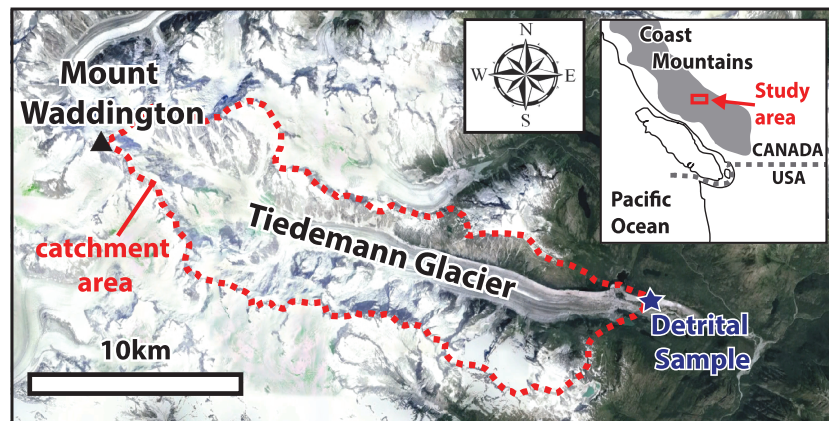 Mount
Waddington
catchment
area
Tiedemann Glacier
10km
N
W E
S
Coast
Mountains
Study
area
CANADA
USA
Pacific
Ocean
Detrital
Sample